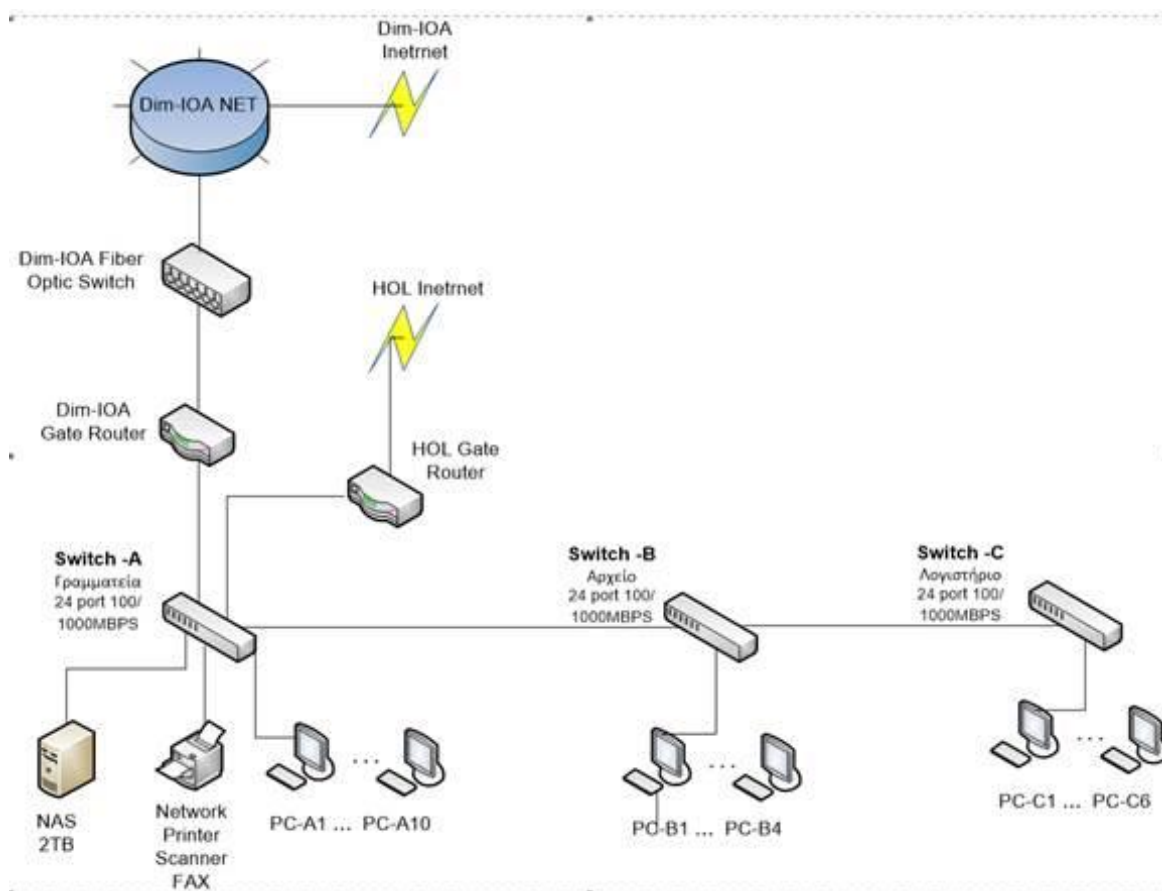 Dim-IOA
Inetrnet
Dim-IOA NET
Dim-IOA Fiber
Optic Switch
HOL Inetrnet
Dim-IOA
Gate Router
HOL Gate
Router
Switch -A
Γραμματεία
24 port 100/
1000MBPS
Switch -B
Αρχείο
24 port 100/
1000MBPS
Switch -C
Λογιστήριο
24 port 100/
1000MBPS
NAS
2TB
Network
Printer
Scanner
FAX
PC-A1 ... PC-A10
PC-B1 ... PC-B4
PC-C1 ... PC-C6